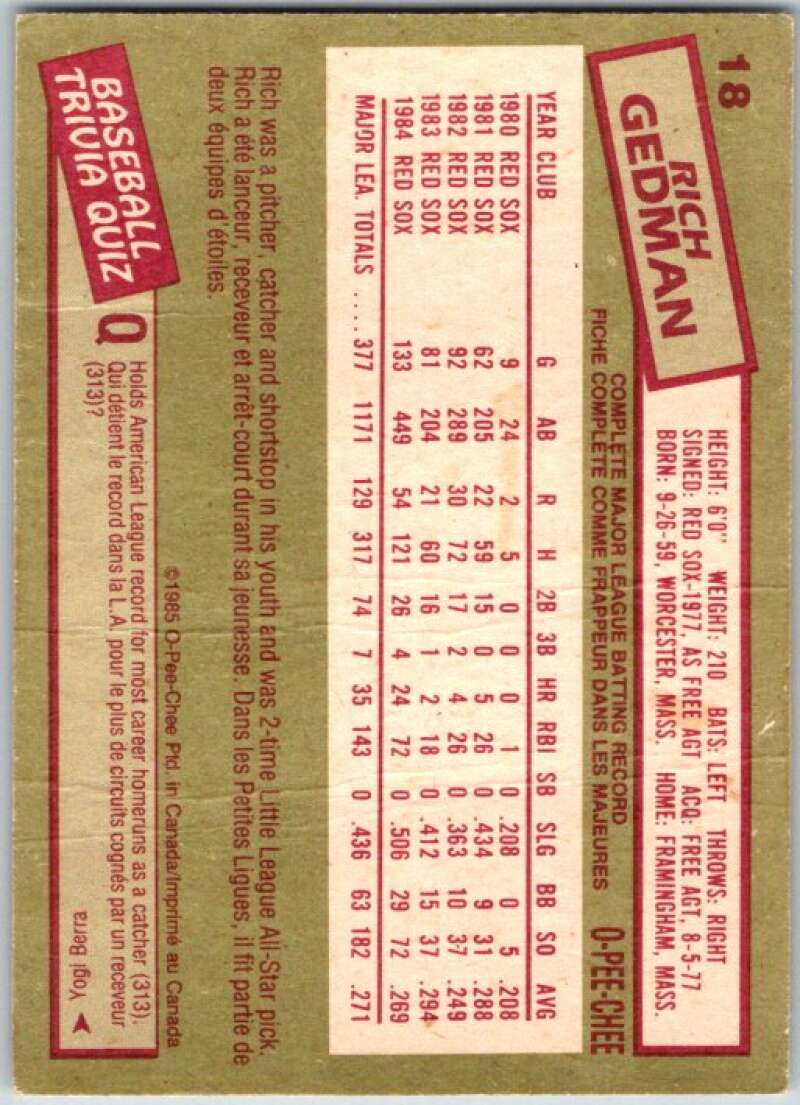 18
RICH
GEDMAN
HEIGHT: 6'0" WEIGHT: 210 BATS: LEFT THROWS: RIGHT
SIGNED: RED SOX-1977, AS FREE AGT ACQ: FREE AGT, 8-5-77
BORN: 9-26-59, WORCESTER, MASS. HOME: FRAMINGHAM, MASS.
COMPLETE MAJOR LEAGUE BATTING RECORD
FICHE COMPLETE COMME FRAPPEUR DANS LES MAJEURES
O-PEE-CHEE
YEAR CLUB G AB R H 2B 3B HR RBI SB SLG BB SO AVG
1980 RED SOX 9 24 2 5 0 0 0 1 0 .208 0 5 .208
1981 RED SOX 62 205 22 59 15 0 5 26 0 .434 9 31 .288
1982 RED SOX 92 289 30 72 17 2 4 26 0 .363 10 37 .249
1983 RED SOX 81 204 21 60 16 1 2 18 0 .412 15 37 .294
1984 RED SOX 133 449 54 121 26 4 24 72 0 .506 29 72 .269
MAJOR LEA. TOTALS .... 377 1171 129 317 74 7 35 143 0 .436 63 182 .271
Rich was a pitcher, catcher and shortstop in his youth and was 2-time Little League All-Star pick.
Rich a été lanceur, receveur et arrêt-court durant sa jeunesse. Dans les Petites Ligues, il fit partie de
deux équipes d'étoiles.
©1985 O-Pee-Chee Ptd. in Canada/Imprimé au Canada
BASEBALL
TRIVIA QUIZ
Q
Holds American League record for most career homeruns as a catcher (313).
Qui détient le record dans la L.A. pour le plus de circuits cognés par un receveur
(313)?
Yogi Berra